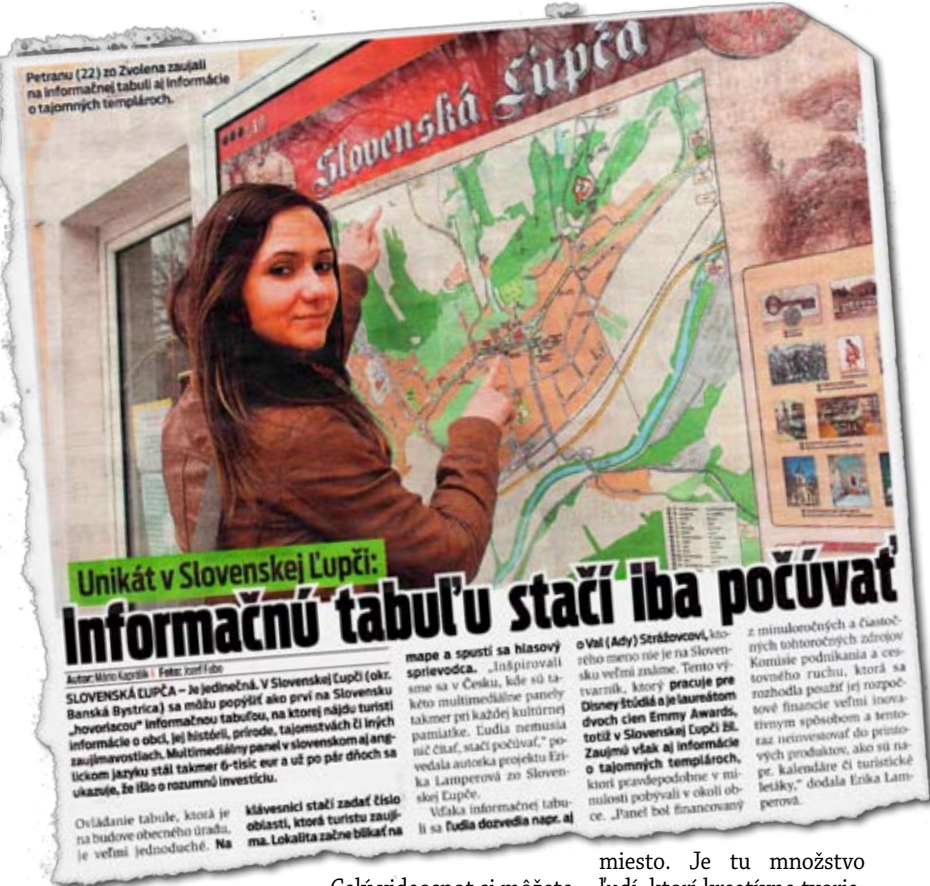 Petranu (22) zo Zvolena zaujali
na informačnej tabuli aj informácie
o tajomných templároch.
Slovenská Ľupča
Unikát v Slovenskej Ľupči:
Informačnú tabuľu stačí iba počúvať
Autor: Mário Kapralik | Foto: Jozef Fabo
SLOVENSKÁ ĽUPČA – Je jedinečná. V Slovenskej Ľupči (okr.
Banská Bystrica) sa môžu popýšiť ako prví na Slovensku
„hovoriacou“ informačnou tabuľou, na ktorej nájdu turisti
informácie o obci, jej histórii, prírode, tajomstvách či iných
zaujímavostiach. Multimediálny panel v slovenskom aj ang-
lickom jazyku stál takmer 6-tisíc eur a už po pár dňoch sa
ukazuje, že išlo o rozumnú investíciu.
Ovládanie tabule, ktorá je
na budove obecného úradu,
je veľmi jednoduché. Na
klávesnici stačí zadať číslo
oblasti, ktorá turistu zaují-
ma. Lokalita začne blikať na
mape a spustí sa hlasový
sprievodca. „Inšpirovali
sme sa v Česku, kde sú ta-
kéto multimediálne panely
takmer pri každej kultúrnej
pamiatke. Ľudia nemusia
nič čítať, stačí počúvať,“ po-
vedala autorka projektu Eri-
ka Lamperová zo Sloven-
skej Ľupče.
Vďaka informačnej tabu-
li sa ľudia dozvedia napr. aj
o Val (Ady) Strážovcovi, kto-
rého meno nie je na Sloven-
sku veľmi známe. Tento vý-
tvarník, ktorý pracuje pre
Disney štúdiá a je laureátom
dvoch cien Emmy Awards,
totiž v Slovenskej Ľupči žil.
Zaujmú však aj informácie
o tajomných templároch,
ktorí pravdepodobne v mi-
nulosti pobývali v okolí ob-
ce. „Panel bol financovaný
z minuloročných a čiastoč-
ných tohtoročných zdrojov
Komisie podnikania a ces-
tovného ruchu, ktorá sa
rozhodla použiť jej rozpoč-
tové financie veľmi inova-
tívnym spôsobom a tento-
raz neinvestovať do printo-
vých produktov, ako sú na-
pr. kalendáre či turistické
letáky,“ dodala Erika Lam-
perová.
miesto. Je tu množstvo